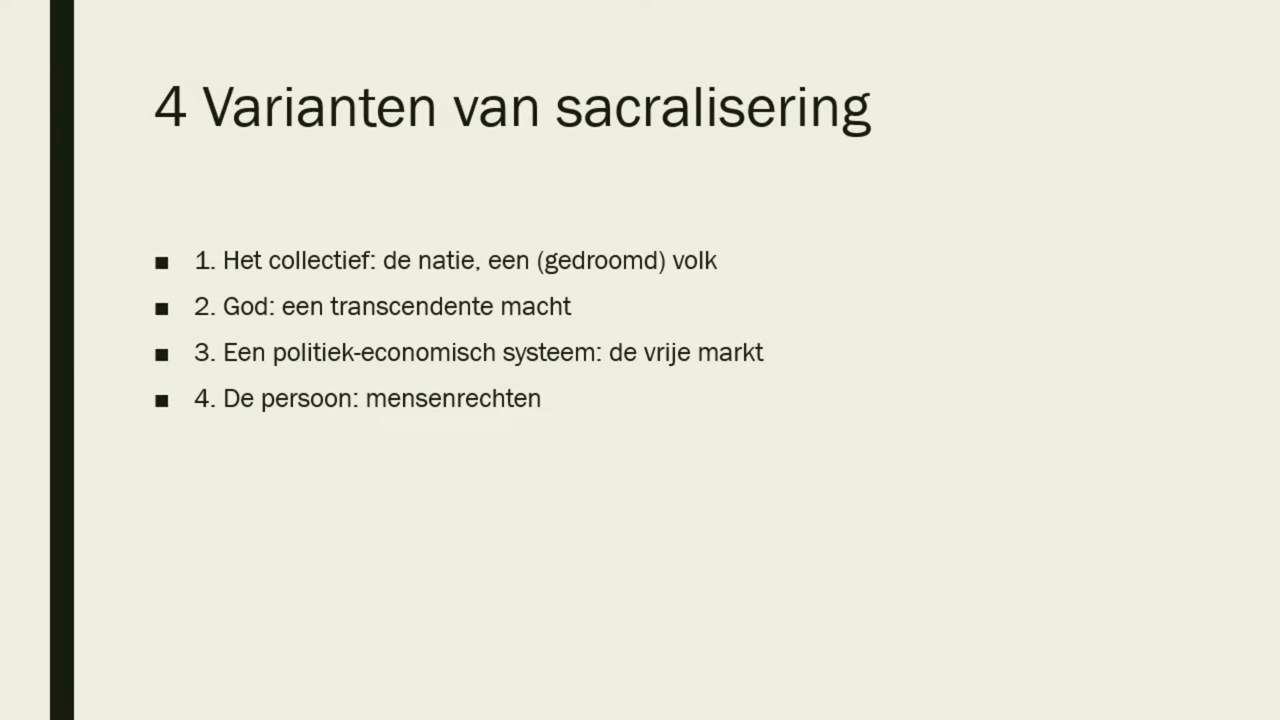 4 Varianten van sacralisering
■ 1. Het collectief: de natie, een (gedroomd) volk
■ 2. God: een transcendente macht
■ 3. Een politiek-economisch systeem: de vrije markt
■ 4. De persoon: mensenrechten